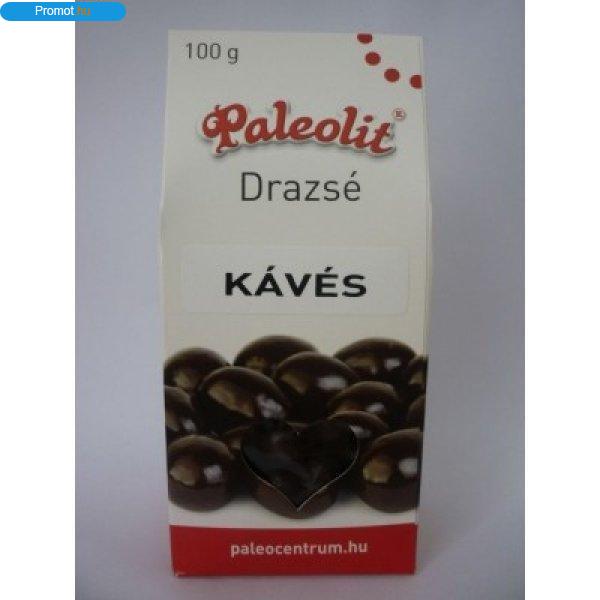 Promot.hu
100 g
Paleolit®
Drazsé
KÁVÉS
paleocentrum.hu